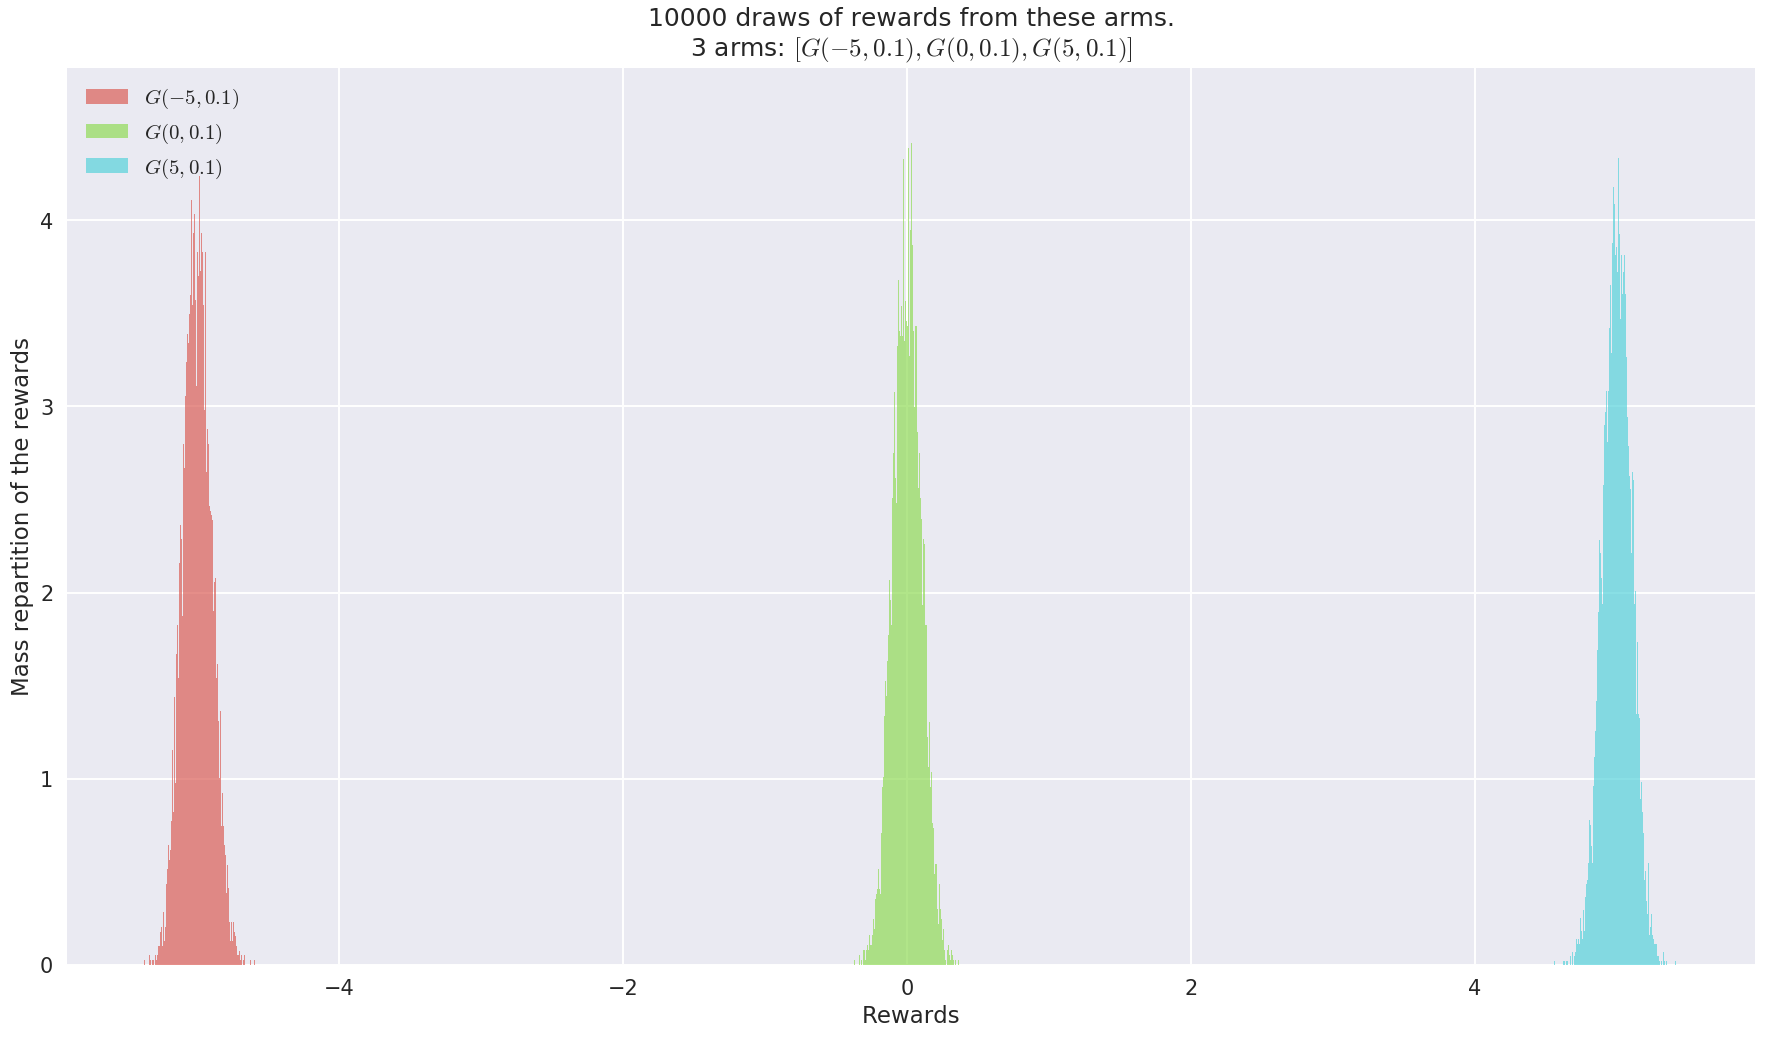 10000 draws of rewards from these arms.
3 arms: [G(−5, 0.1), G(0, 0.1), G(5, 0.1)]
G(−5, 0.1)
G(0, 0.1)
G(5, 0.1)
Mass repartition of the rewards
4
3
2
1
0
−4
−2
0
2
4
Rewards